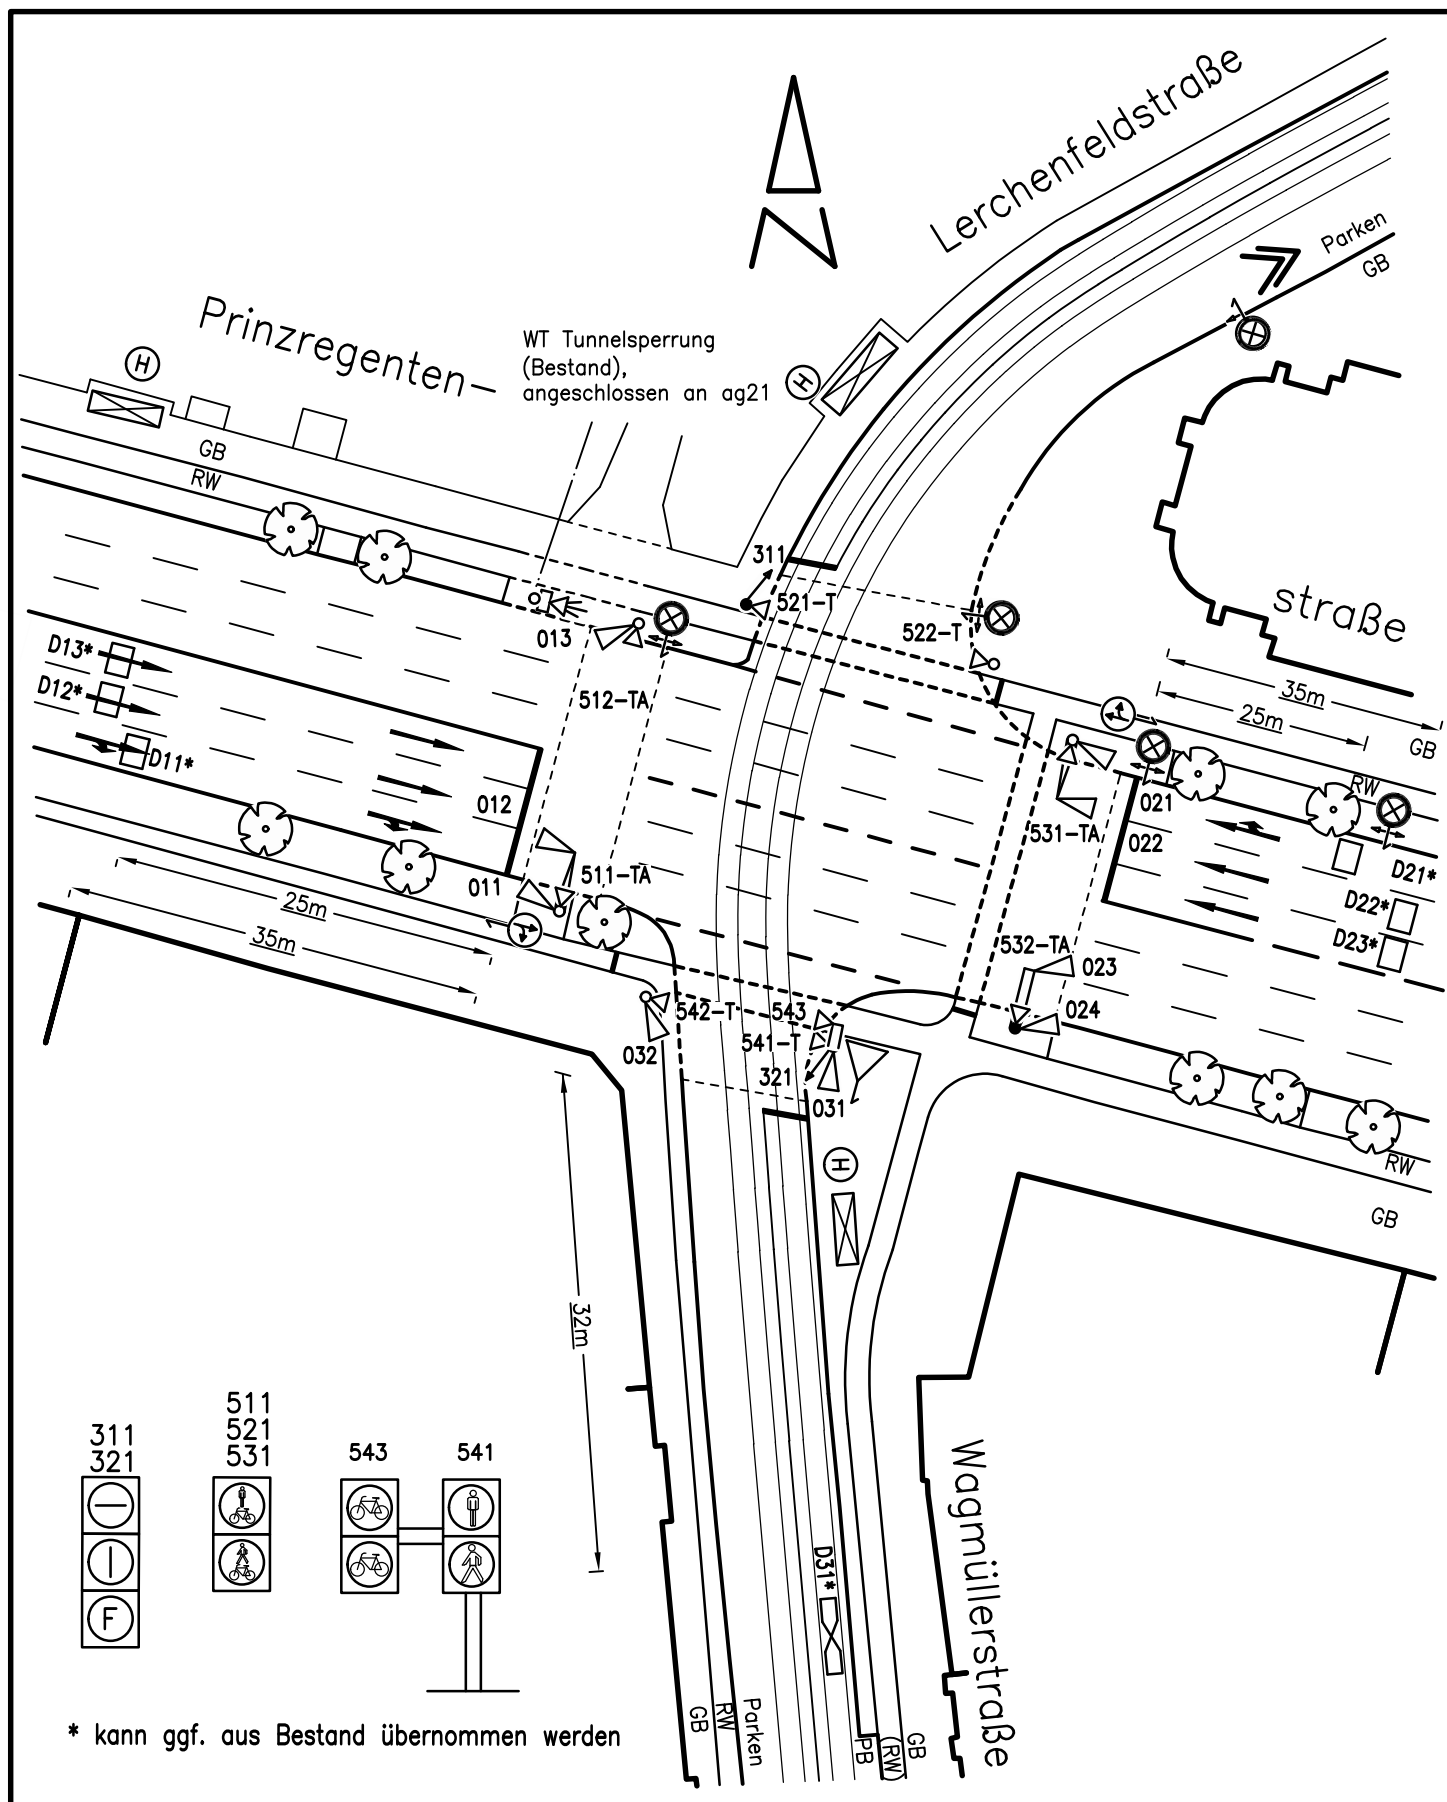 Lerchenfeldstraße
N
Parken
GB
Prinzregenten-
WT Tunnelsperrung
(Bestand),
angeschlossen an ag21
H
H
GB
RW
311
521-T
013
522-T
straße
512-TA
D13*
D12*
D11*
35m
25m
GB
RW
012
021
531-TA
022
D21*
D22*
D23*
011
511-TA
25m
35m
532-TA
023
024
542-T
543
541-T
032
321
031
H
RW
GB
32m
511
521
531
311
321
543
541
F
Wagmüllerstraße
D31*
GB
RW
Parken
PB
(RW)
GB
* kann ggf. aus Bestand übernommen werden